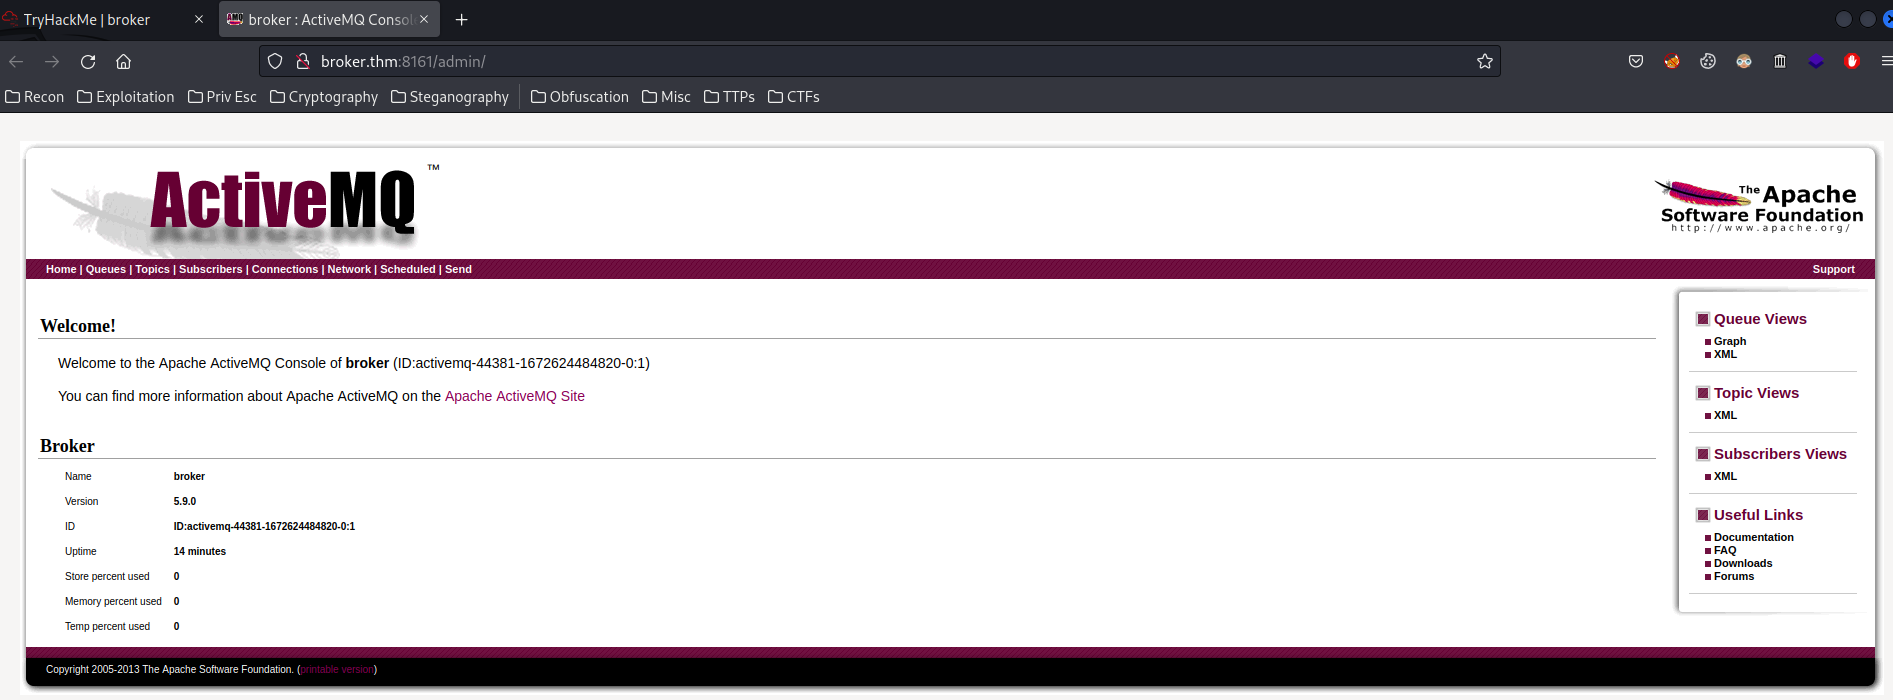 TryHackMe | broker
broker : ActiveMQ Consol
broker.thm:8161/admin/
Recon Exploitation Priv Esc Cryptography Steganography Obfuscation Misc TTPs CTFs
ActiveMQ ™
The Apache
Software Foundation
http://www.apache.org/
Home | Queues | Topics | Subscribers | Connections | Network | Scheduled | Send
Support
Welcome!
Welcome to the Apache ActiveMQ Console of broker (ID:activemq-44381-1672624484820-0:1)
You can find more information about Apache ActiveMQ on the Apache ActiveMQ Site
Broker
Name broker
Version 5.9.0
ID ID:activemq-44381-1672624484820-0:1
Uptime 14 minutes
Store percent used 0
Memory percent used 0
Temp percent used 0
Queue Views
Graph
XML
Topic Views
XML
Subscribers Views
XML
Useful Links
Documentation
FAQ
Downloads
Forums
Copyright 2005-2013 The Apache Software Foundation. (printable version)